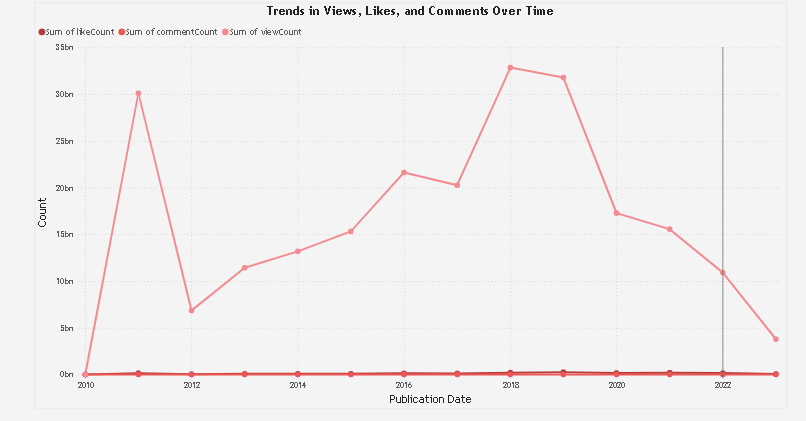 Trends in Views, Likes, and Comments Over Time
Sum of likeCount Sum of commentCount Sum of viewCount
35bn
30bn
25bn
20bn
15bn
10bn
5bn
0bn
Count
2010 2012 2014 2016 2018 2020 2022
Publication Date